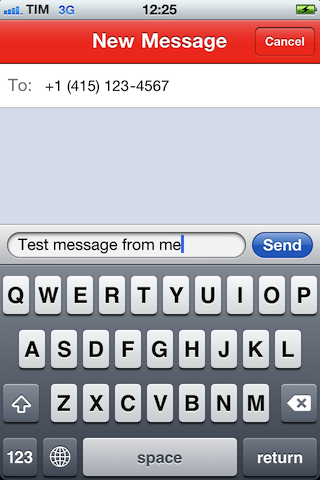 TIM 3G 12:25
New Message Cancel
To: +1 (415) 123-4567
Test message from me Send
Q W E R T Y U I O P
A S D F G H J K L
Z X C V B N M
123 space return